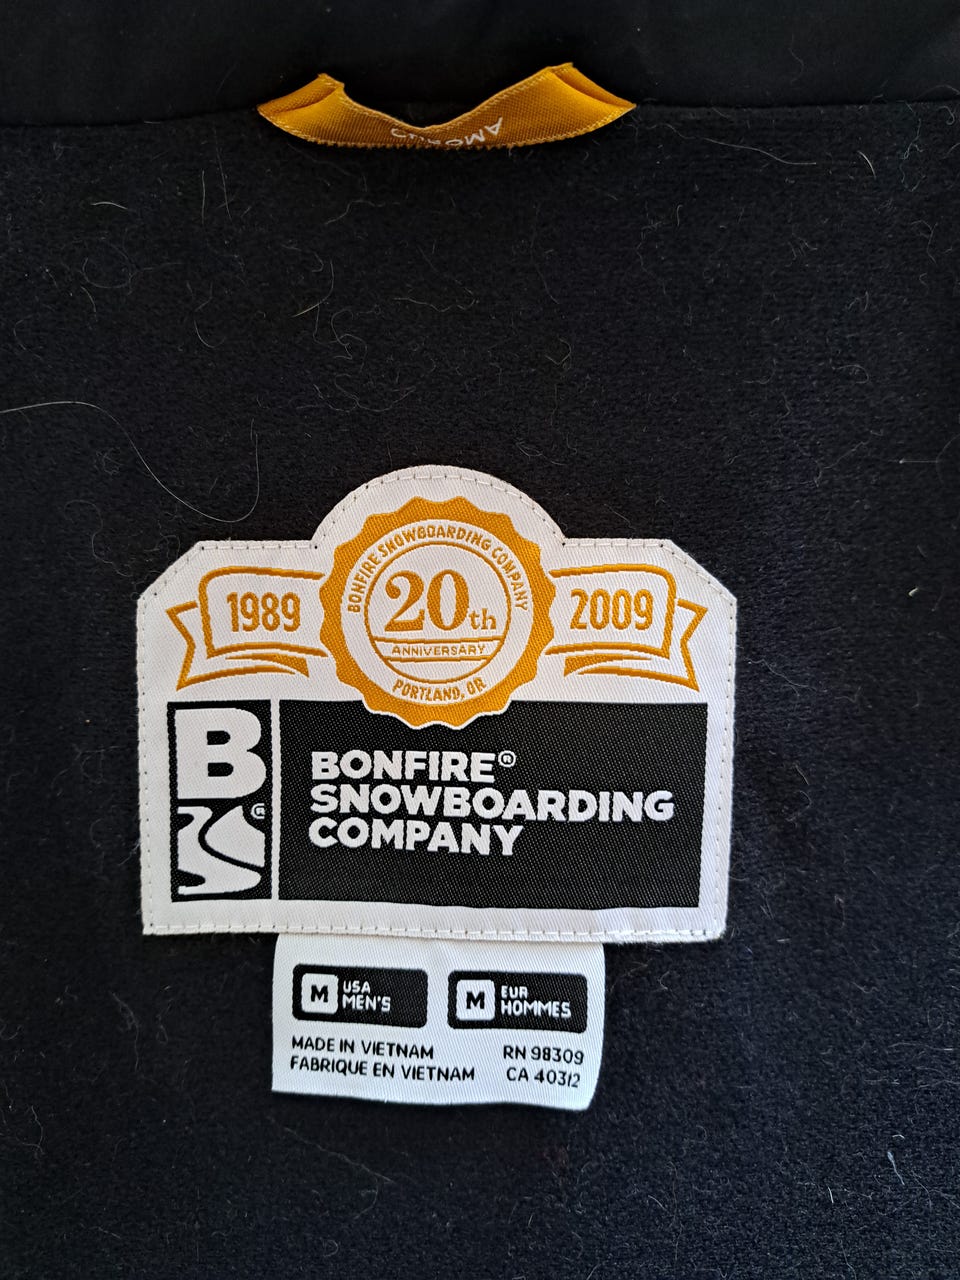 BONFIRE SNOWBOARDING COMPANY
1989
20th
2009
ANNIVERSARY
PORTLAND, OR
B
®
BONFIRE®
SNOWBOARDING
COMPANY
M USA MEN'S
M EUR HOMMES
MADE IN VIETNAM
FABRIQUE EN VIETNAM
RN 98309
CA 40312